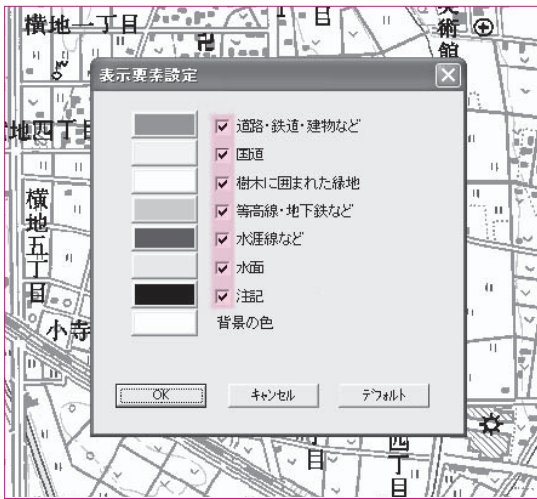 横地一丁目
術
館
表示要素設定
道路・鉄道・建物など
国道
樹木に囲まれた緑地
等高線・地下鉄など
水涯線など
水面
注記
背景の色
OK
キャンセル
デフォルト
地四丁目
横地五丁目
小寺
目
丁
目